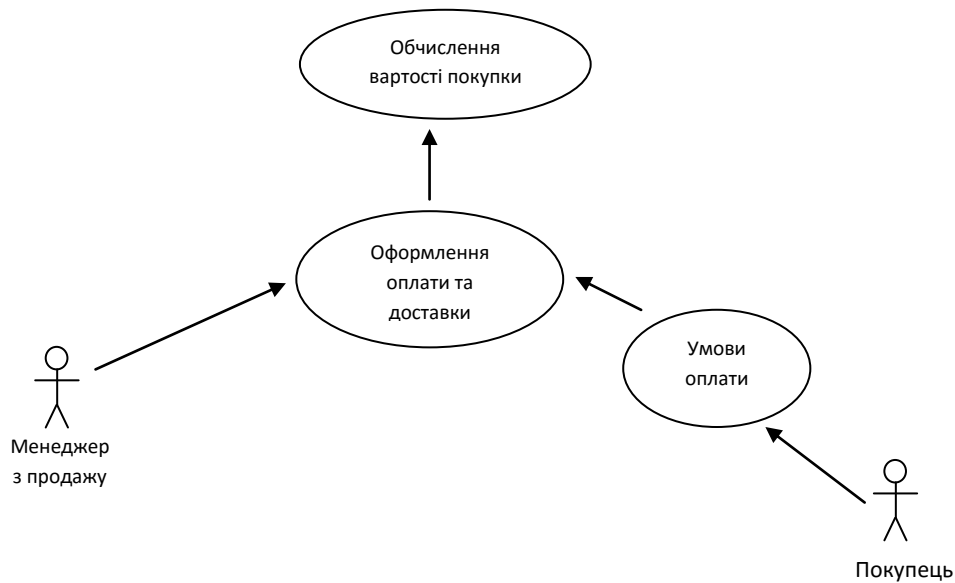 Обчислення
вартості покупки
Оформлення
оплати та
доставки
Умови
оплати
Менеджер
з продажу
Покупець